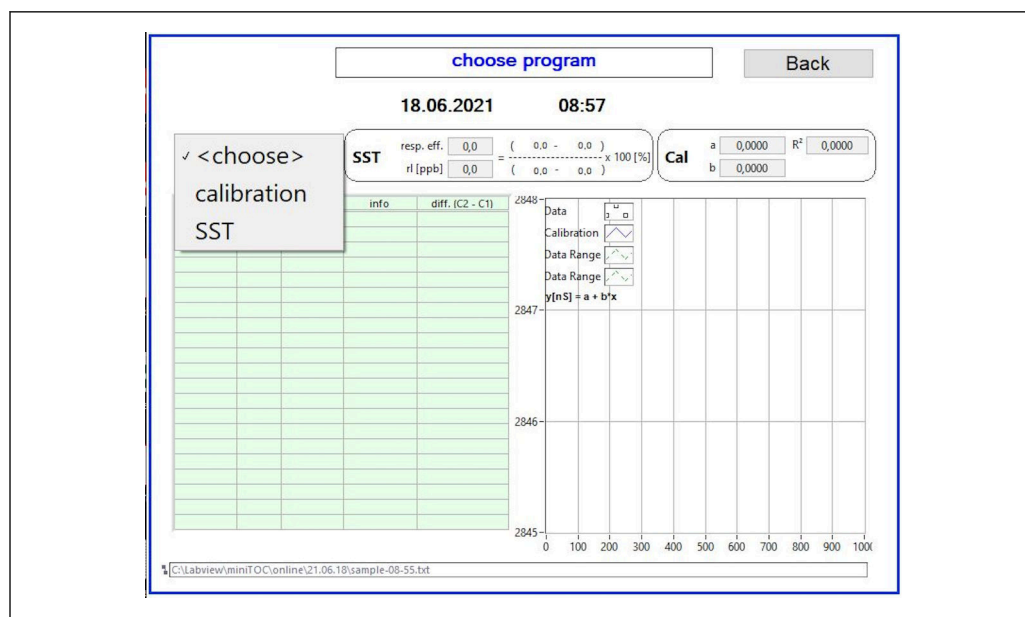 choose program
Back
18.06.2021 08:57
✓ <choose>
calibration
SST
SST
resp. eff. 0,0
rl [ppb] 0,0
= ( 0,0 - 0,0 ) / ( 0,0 - 0,0 ) x 100 [%]
Cal
a 0,0000 R² 0,0000
b 0,0000
info diff. (C2 - C1)
2848
Data
Calibration
Data Range
Data Range
y[nS] = a + b*x
2847
2846
2845
0 100 200 300 400 500 600 700 800 900 1000
C:\Labview\miniTOC\online\21.06.18\sample-08-55.txt